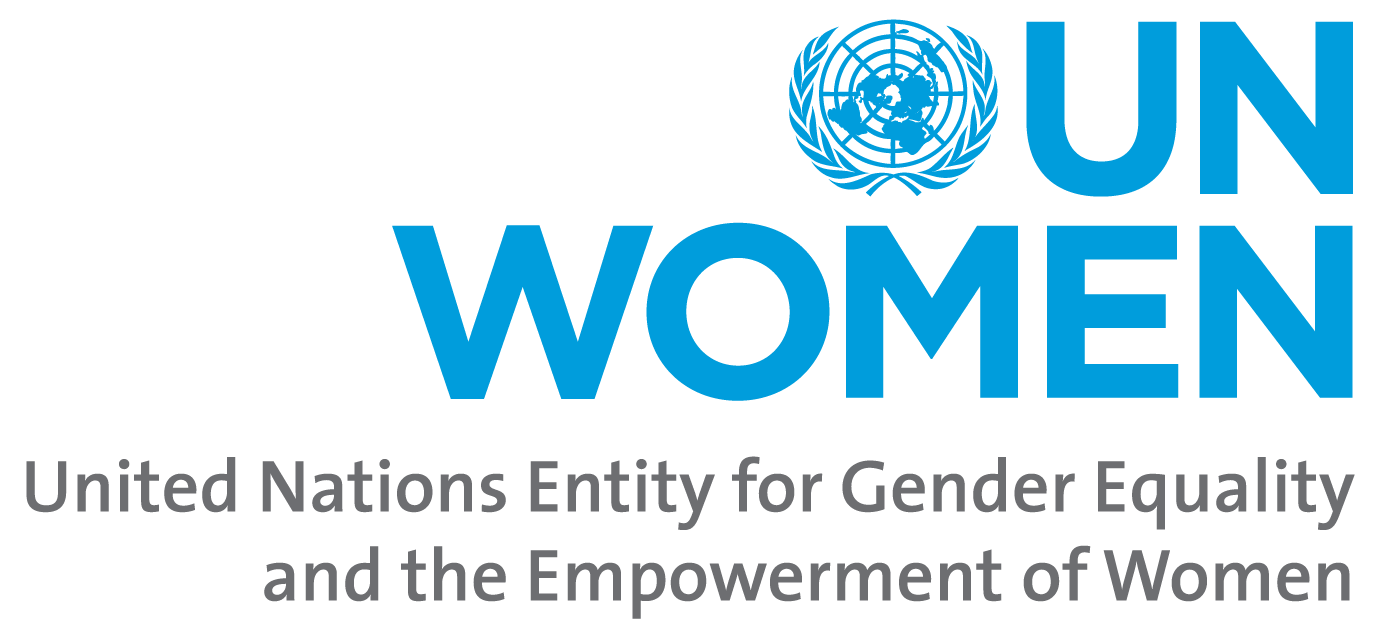 UN
WOMEN
United Nations Entity for Gender Equality
and the Empowerment of Women